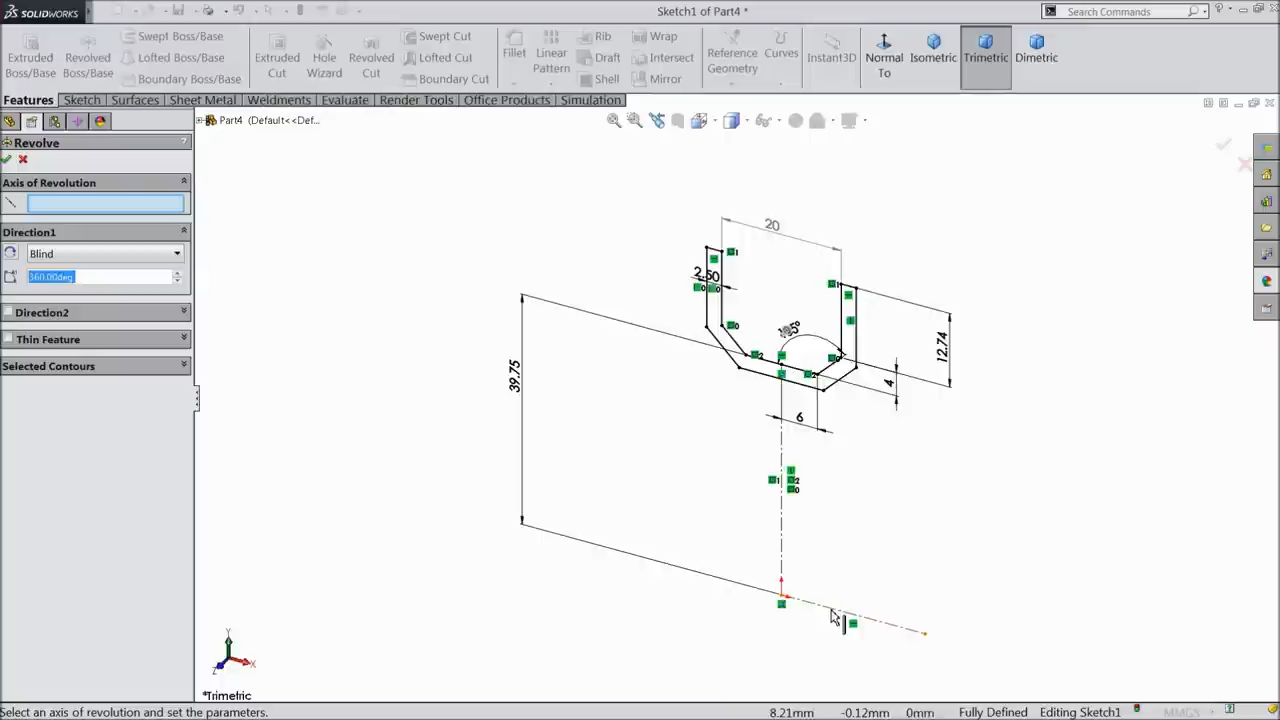 SOLIDWORKS
Sketch1 of Part4 *
Search Commands
Extruded Boss/Base
Revolved Boss/Base
Swept Boss/Base
Lofted Boss/Base
Boundary Boss/Base
Extruded Cut
Hole Wizard
Revolved Cut
Swept Cut
Lofted Cut
Boundary Cut
Fillet
Linear Pattern
Rib
Draft
Shell
Wrap
Intersect
Mirror
Reference Geometry
Curves
Instant3D
Normal To
Isometric
Trimetric
Dimetric
Features
Sketch
Surfaces
Sheet Metal
Weldments
Evaluate
Render Tools
Office Products
Simulation
Part4 (Default<<Def...
Revolve
Axis of Revolution
Direction1
Blind
360.00deg
Direction2
Thin Feature
Selected Contours
20
2.50
39.75
12.74
4
6
Y
X
Z
*Trimetric
Select an axis of revolution and set the parameters.
8.21mm
-0.12mm
0mm
Fully Defined
Editing Sketch1
MMGS